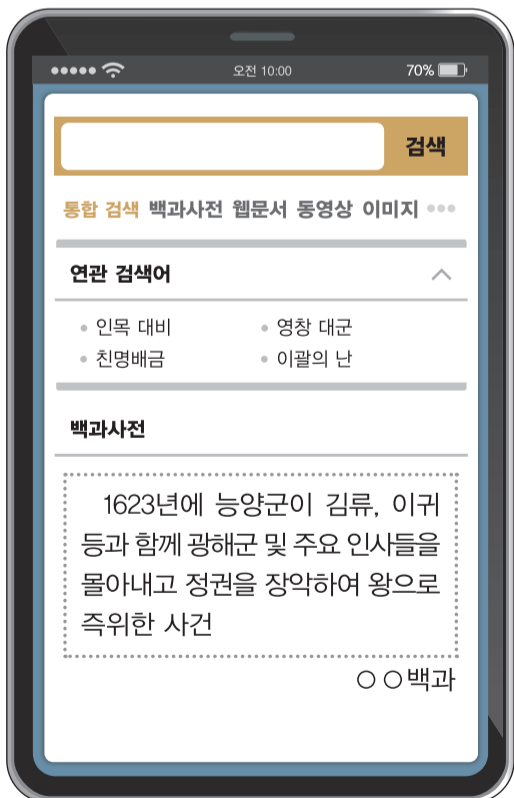 오전 10:00 70%
검색
통합 검색 백과사전 웹문서 동영상 이미지
연관 검색어
• 인목 대비 • 영창 대군
• 친명배금 • 이괄의 난
백과사전
1623년에 능양군이 김류, 이귀
등과 함께 광해군 및 주요 인사들을
몰아내고 정권을 장악하여 왕으로
즉위한 사건
○○백과